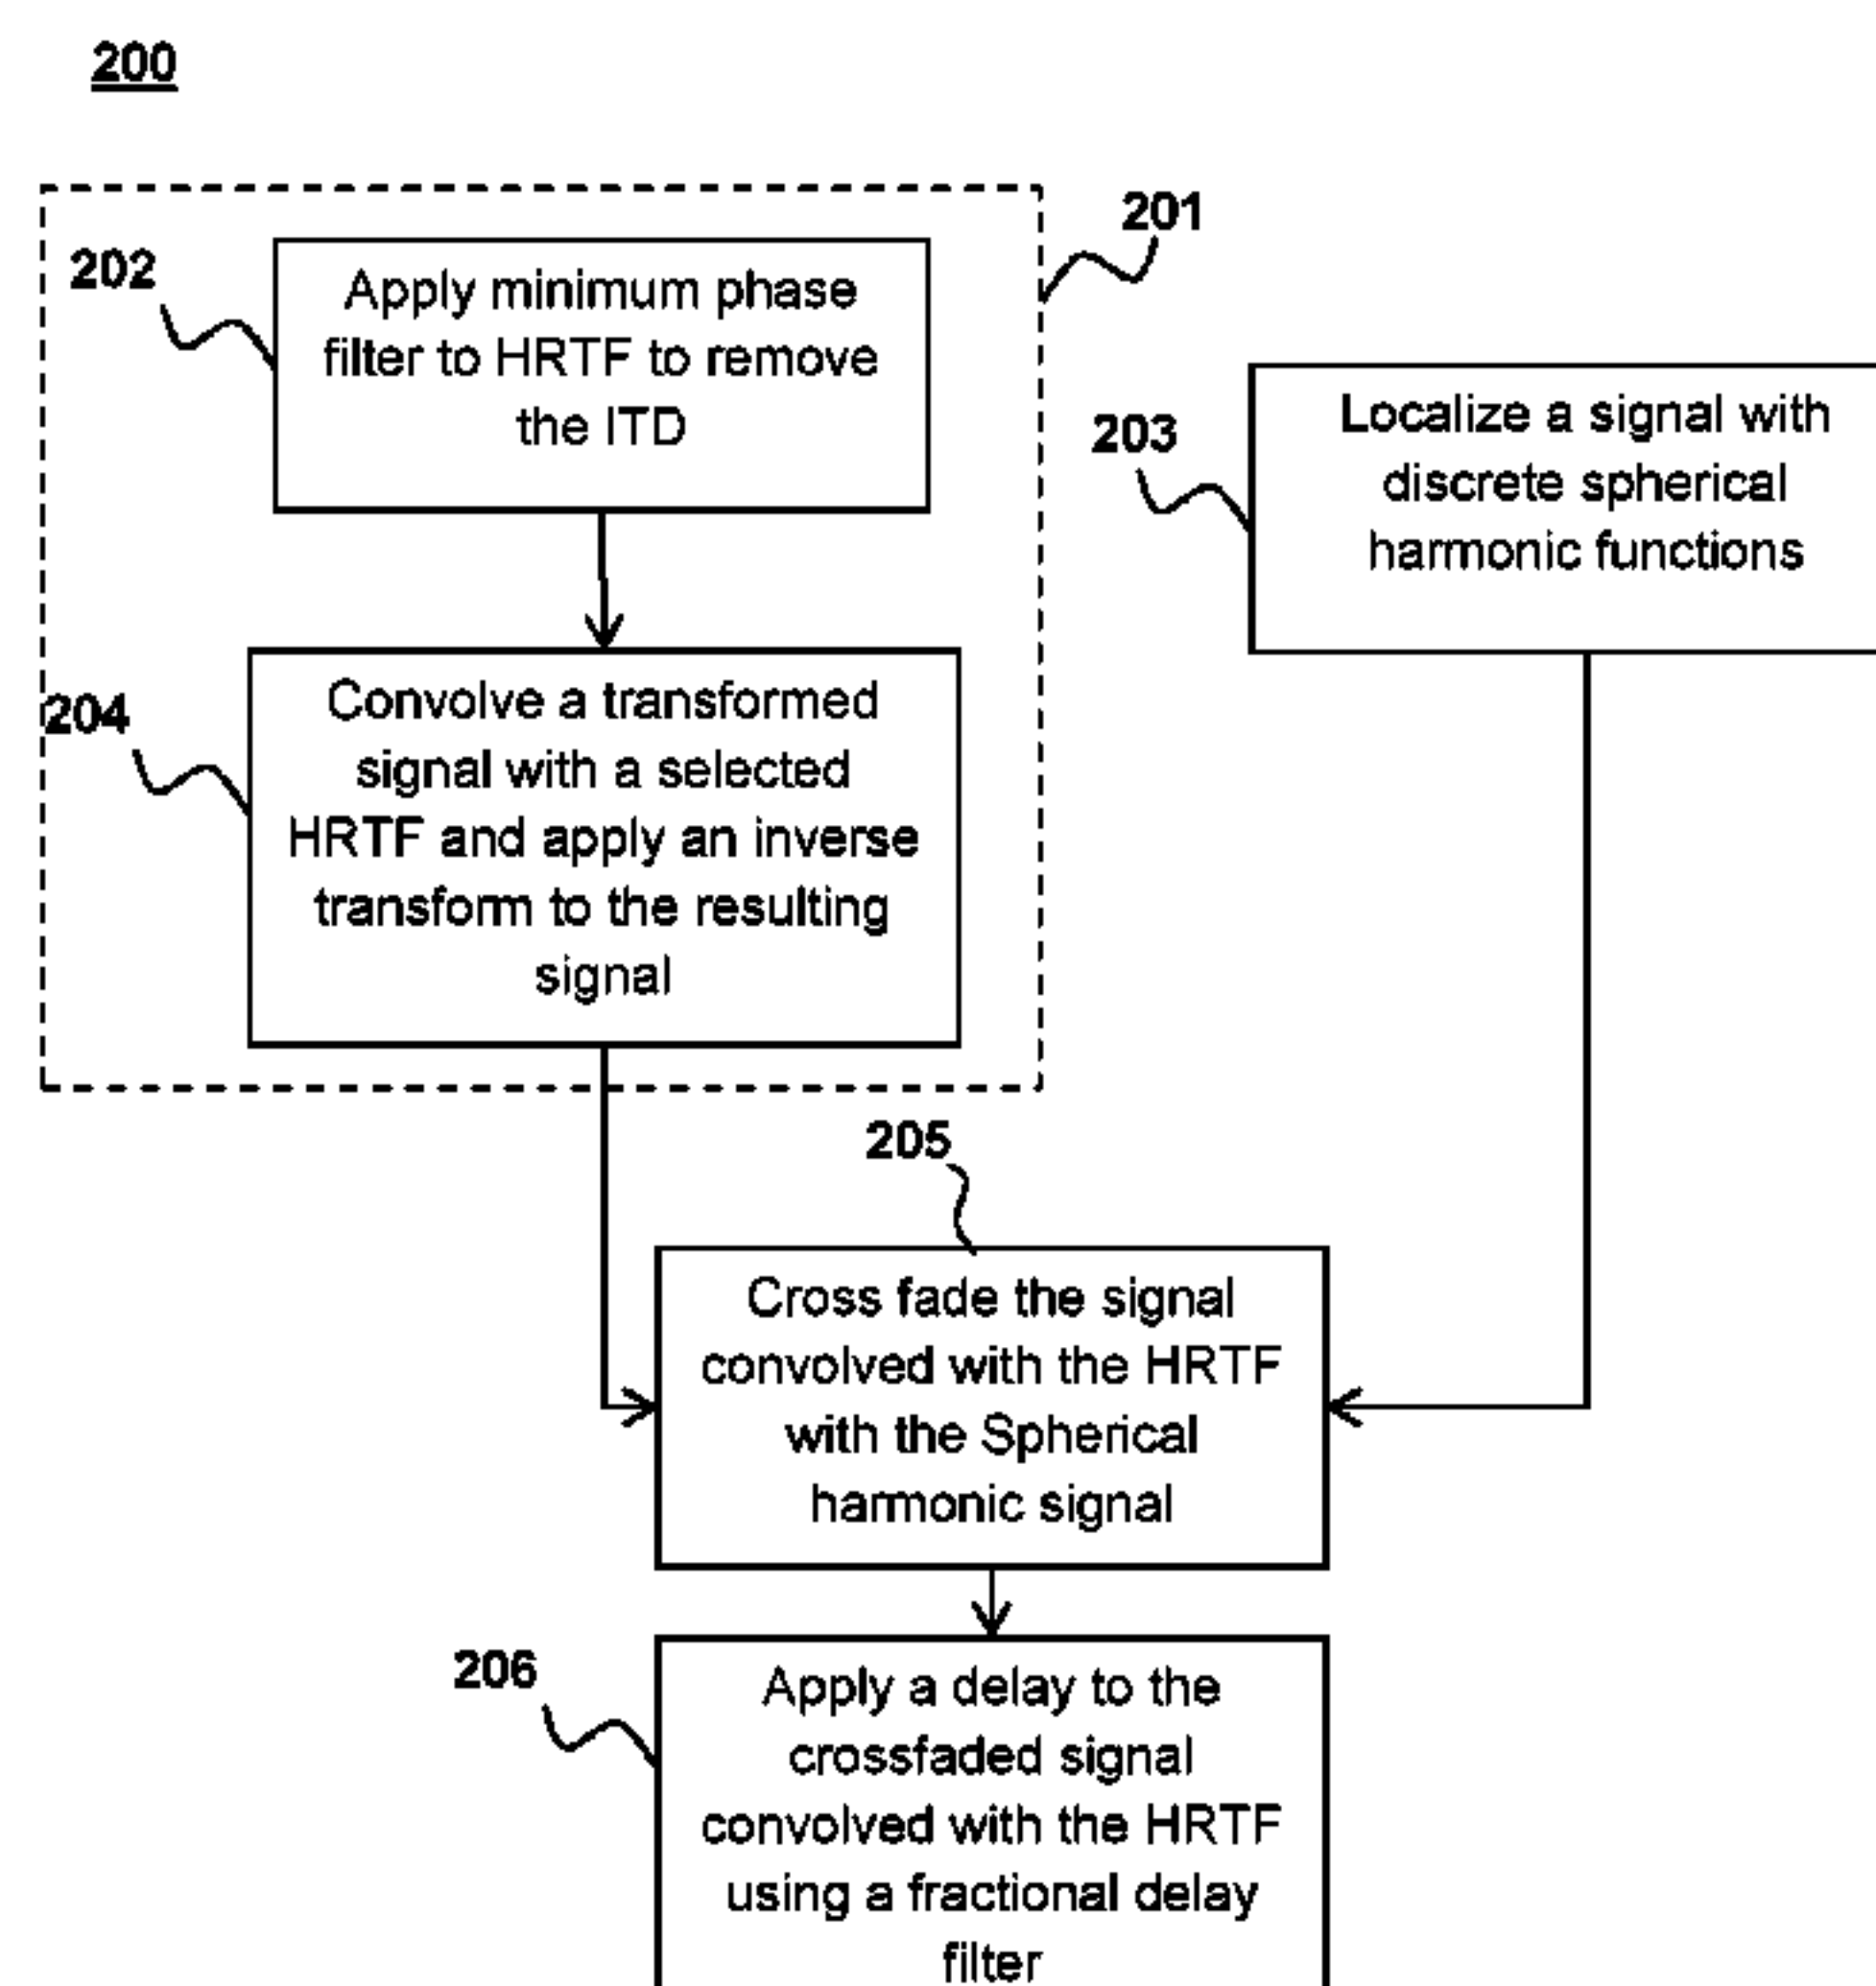 200
201
202
Apply minimum phase
filter to HRTF to remove
the ITD
203
Localize a signal with
discrete spherical
harmonic functions
204
Convolve a transformed
signal with a selected
HRTF and apply an inverse
transform to the resulting
signal
205
Cross fade the signal
convolved with the HRTF
with the Spherical
harmonic signal
206
Apply a delay to the
crossfaded signal
convolved with the HRTF
using a fractional delay
filter